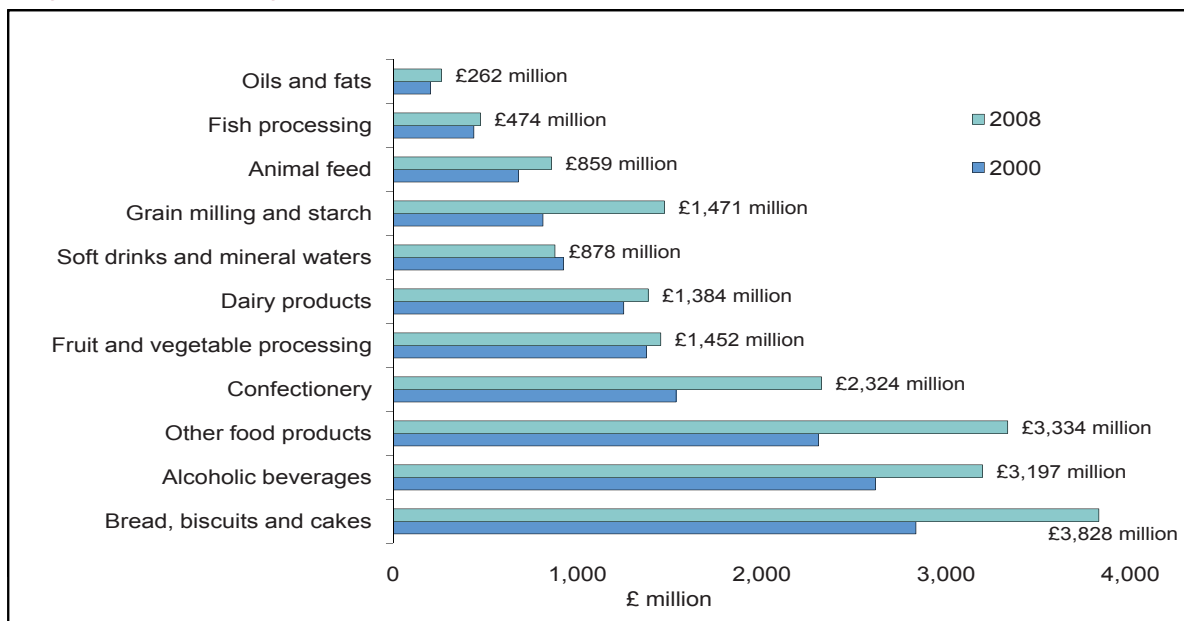 Oils and fats
£262 million
Fish processing
£474 million
2008
Animal feed
£859 million
2000
Grain milling and starch
£1,471 million
Soft drinks and mineral waters
£878 million
Dairy products
£1,384 million
Fruit and vegetable processing
£1,452 million
Confectionery
£2,324 million
Other food products
£3,334 million
Alcoholic beverages
£3,197 million
Bread, biscuits and cakes
£3,828 million
0 1,000 2,000 3,000 4,000
£ million